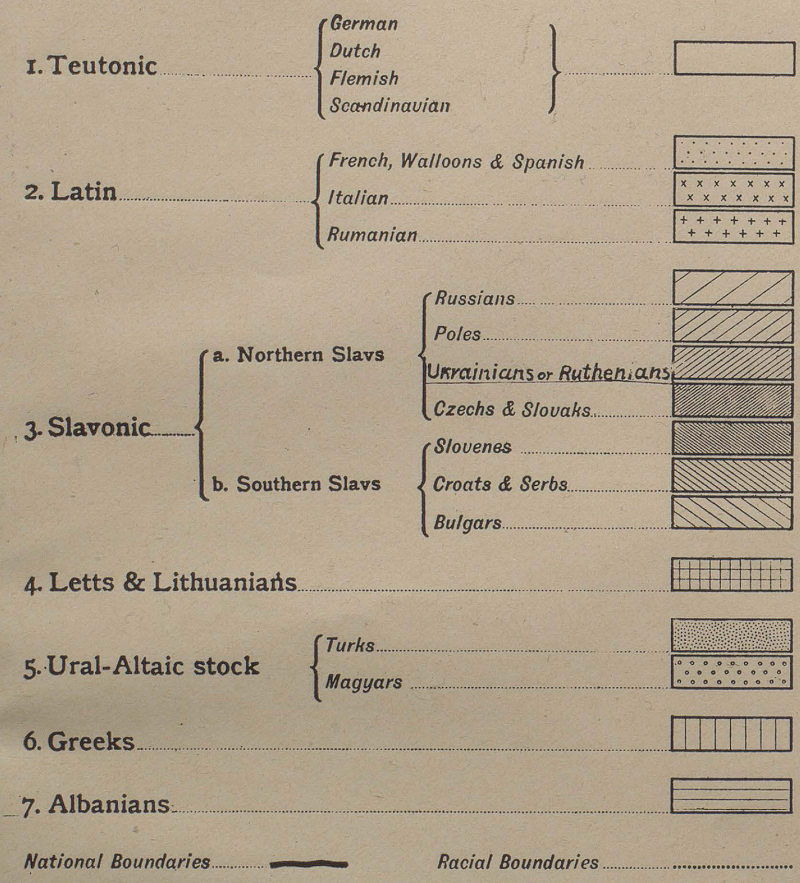 German
Dutch
1. Teutonic
Flemish
Scandinavian
French, Walloons & Spanish
2. Latin
Italian
Rumanian
Russians
Poles
a. Northern Slavs
Ukrainians or Ruthenians
Czechs & Slovaks
3. Slavonic
Slovenes
b. Southern Slavs
Croats & Serbs
Bulgars
4. Letts & Lithuanians
Turks
5. Ural-Altaic stock
Magyars
6. Greeks
7. Albanians
National Boundaries Racial Boundaries